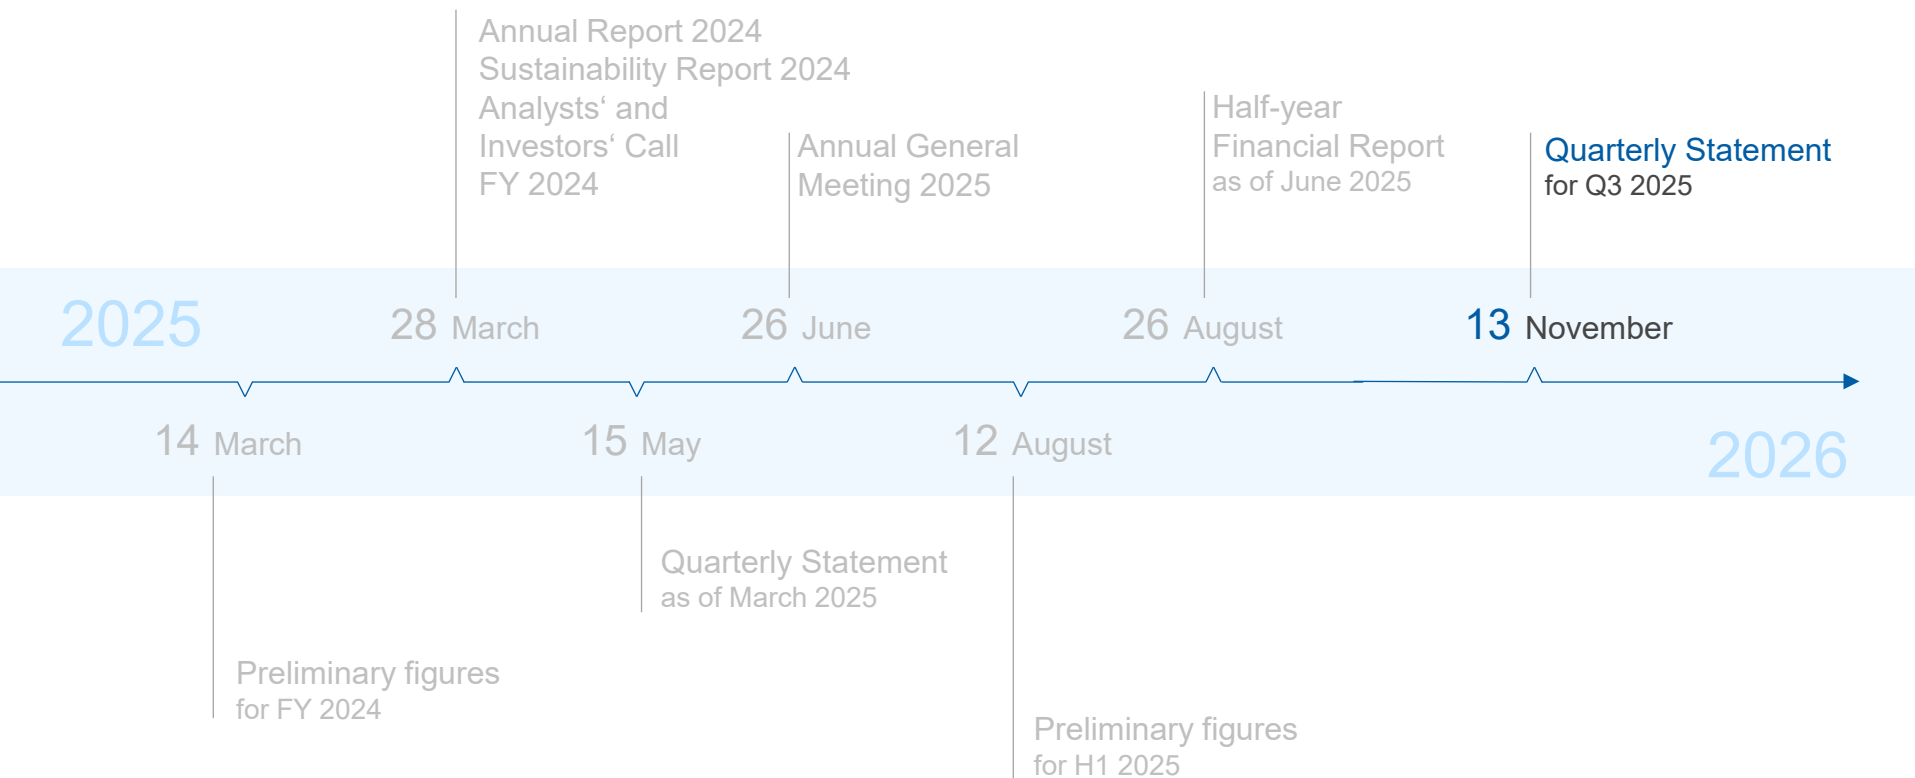 Annual Report 2024
Sustainability Report 2024
Analysts‘ and
Investors‘ Call
FY 2024
Annual General
Meeting 2025
Half-year
Financial Report
as of June 2025
Quarterly Statement
for Q3 2025
2025
28 March
26 June
26 August
13 November
14 March
15 May
12 August
2026
Quarterly Statement
as of March 2025
Preliminary figures
for FY 2024
Preliminary figures
for H1 2025